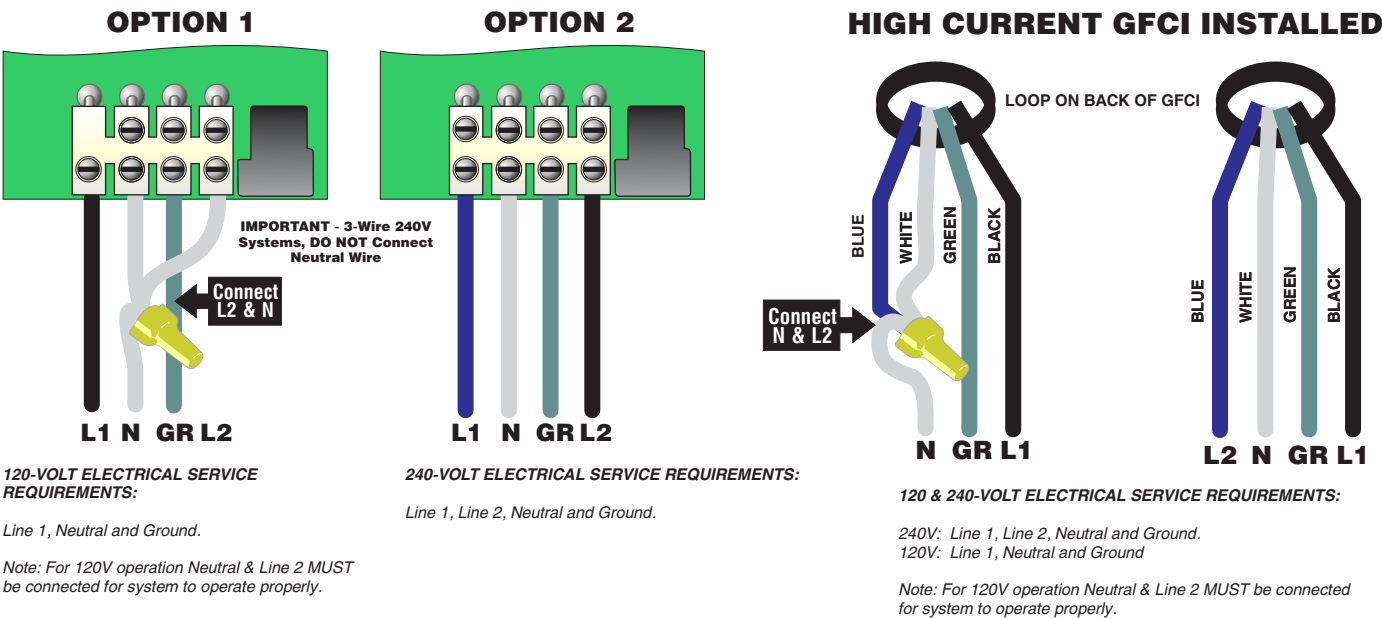 OPTION 1
IMPORTANT - 3-Wire 240V
Systems, DO NOT Connect
Neutral Wire
Connect
L2 & N
L1 N GR L2
120-VOLT ELECTRICAL SERVICE
REQUIREMENTS:
Line 1, Neutral and Ground.
Note: For 120V operation Neutral & Line 2 MUST
be connected for system to operate properly.
OPTION 2
L1 N GR L2
240-VOLT ELECTRICAL SERVICE REQUIREMENTS:
Line 1, Line 2, Neutral and Ground.
HIGH CURRENT GFCI INSTALLED
LOOP ON BACK OF GFCI
BLUE
WHITE
GREEN
BLACK
Connect
N & L2
N GR L1
BLUE
WHITE
GREEN
BLACK
L2 N GR L1
120 & 240-VOLT ELECTRICAL SERVICE REQUIREMENTS:
240V: Line 1, Line 2, Neutral and Ground.
120V: Line 1, Neutral and Ground
Note: For 120V operation Neutral & Line 2 MUST be connected
for system to operate properly.